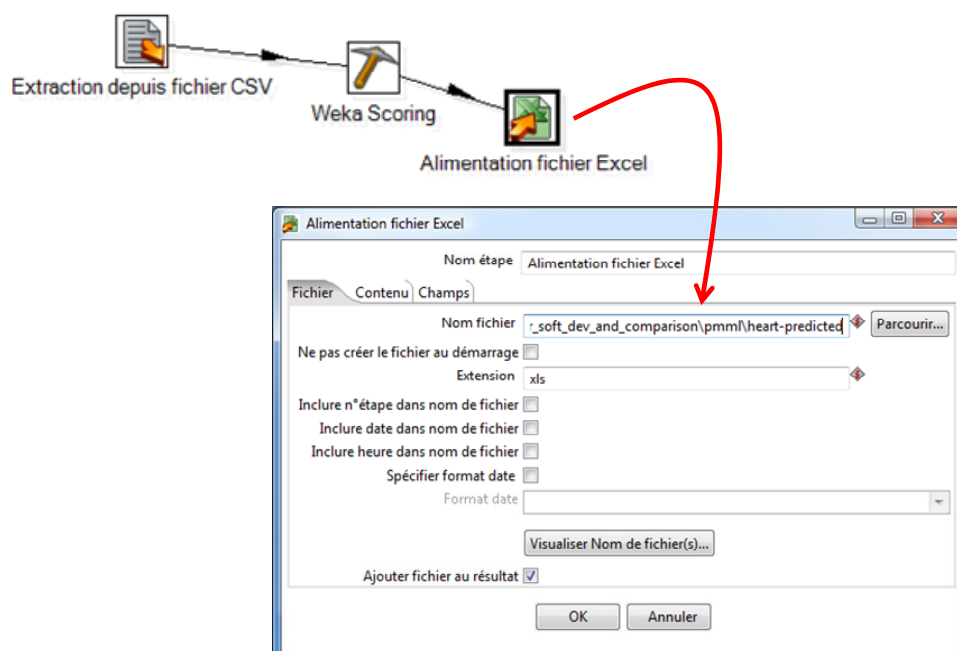 Extraction depuis fichier CSV
Weka Scoring
Alimentation fichier Excel
Alimentation fichier Excel
Nom étape Alimentation fichier Excel
Fichier Contenu Champs
Nom fichier r_soft_dev_and_comparison\pmml\heart-predicted Parcourir...
Ne pas créer le fichier au démarrage
Extension xls
Inclure n°étape dans nom de fichier
Inclure date dans nom de fichier
Inclure heure dans nom de fichier
Spécifier format date
Format date
Visualiser Nom de fichier(s)...
Ajouter fichier au résultat
OK Annuler